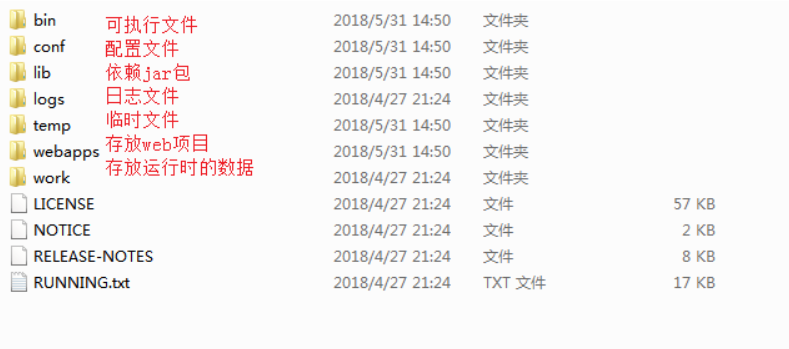 bin 可执行文件 2018/5/31 14:50 文件夹
conf 配置文件 2018/5/31 14:50 文件夹
lib 依赖jar包 2018/5/31 14:50 文件夹
logs 日志文件 2018/4/27 21:24 文件夹
temp 临时文件 2018/5/31 14:50 文件夹
webapps 存放web项目 2018/5/31 14:50 文件夹
work 存放运行时的数据 2018/4/27 21:24 文件夹
LICENSE 2018/4/27 21:24 文件 57 KB
NOTICE 2018/4/27 21:24 文件 2 KB
RELEASE-NOTES 2018/4/27 21:24 文件 8 KB
RUNNING.txt 2018/4/27 21:24 TXT 文件 17 KB